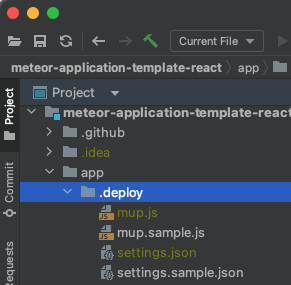 Current File
meteor-application-template-react
app
Project
Project
meteor-application-template-react
.github
.idea
app
.deploy
mup.js
mup.sample.js
settings.json
settings.sample.json
Commit
Requests